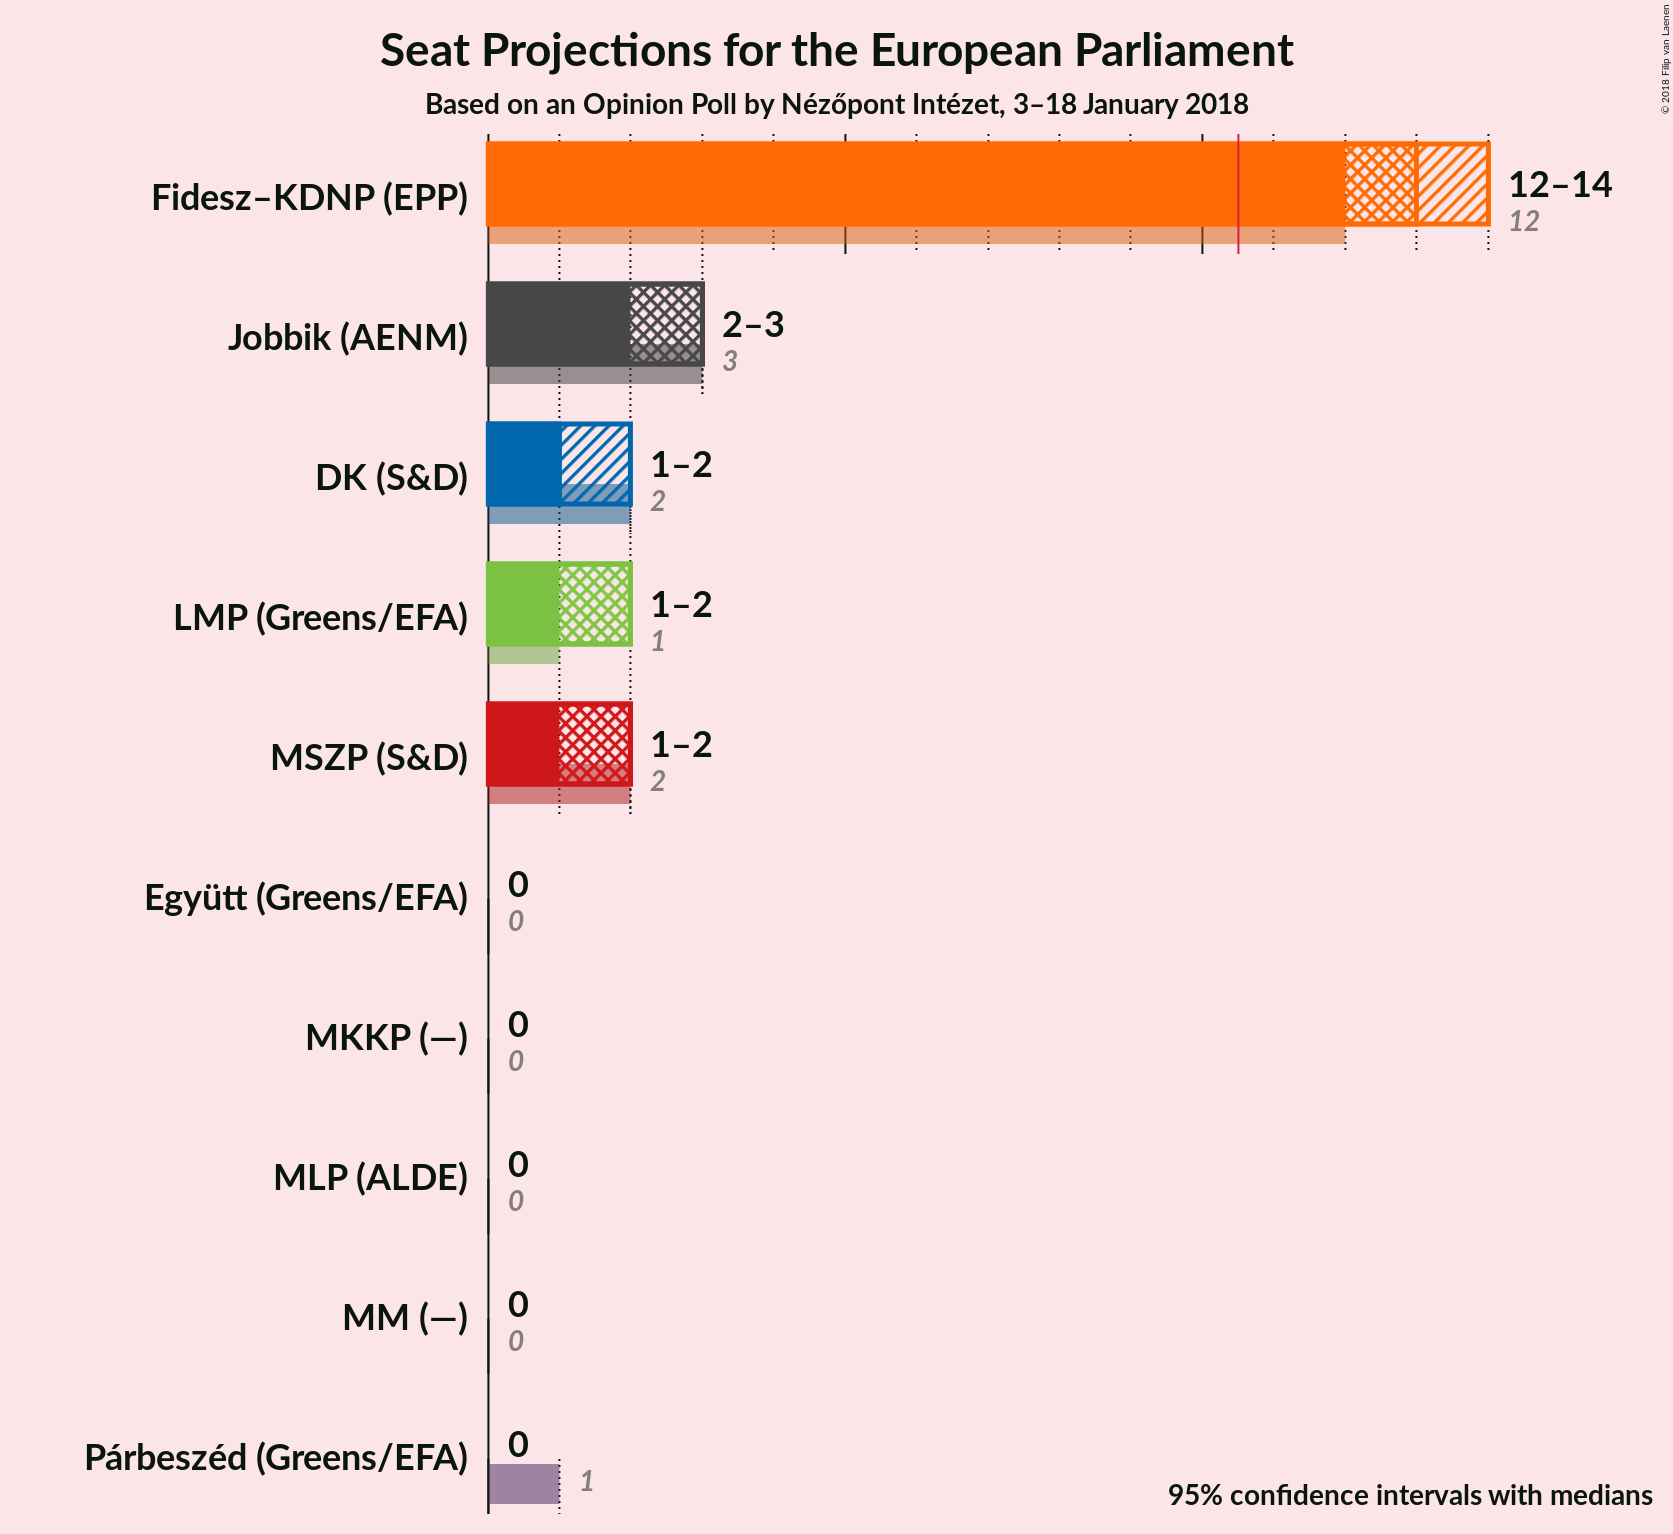 Seat Projections for the European Parliament
Based on an Opinion Poll by Nézőpont Intézet, 3–18 January 2018
© 2018 Filip van Laenen
Fidesz–KDNP (EPP)
12–14
12
Jobbik (AENM)
2–3
3
DK (S&D)
1–2
2
LMP (Greens/EFA)
1–2
1
MSZP (S&D)
1–2
2
Együtt (Greens/EFA)
0
0
MKKP (—)
0
0
MLP (ALDE)
0
0
MM (—)
0
0
Párbeszéd (Greens/EFA)
0
1
95% confidence intervals with medians